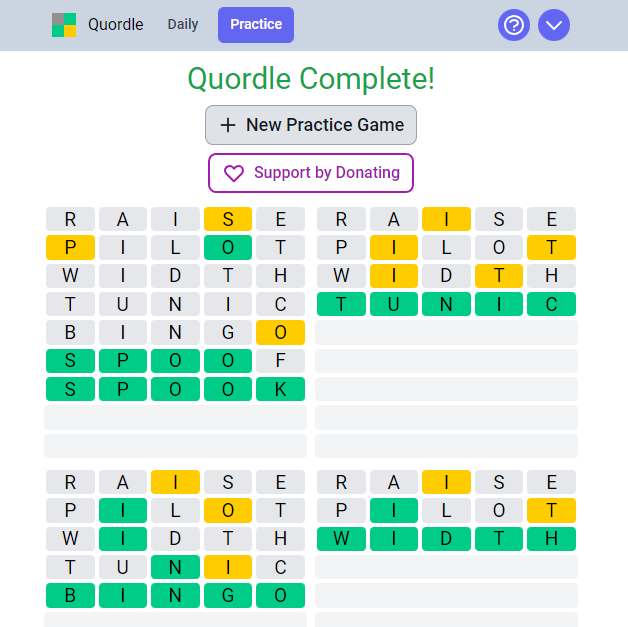 Quordle Daily Practice
Quordle Complete!
+ New Practice Game
Support by Donating
R A I S E
P I L O T
W I D T H
T U N I C
B I N G O
S P O O F
S P O O K
R A I S E
P I L O T
W I D T H
T U N I C
R A I S E
P I L O T
W I D T H
T U N I C
B I N G O
R A I S E
P I L O T
W I D T H